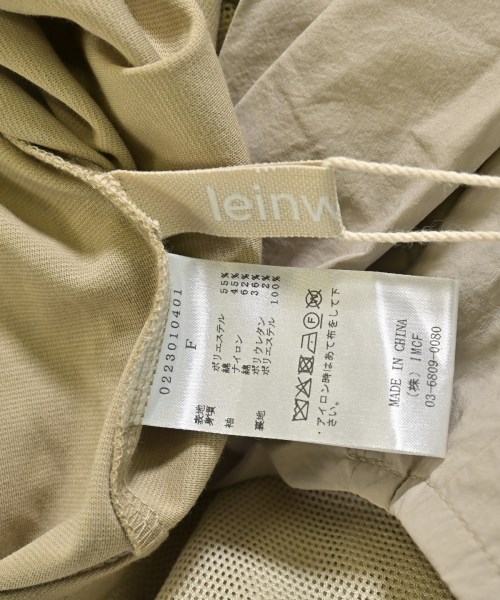 leinw
0223010401
F
表地
身頃 ポリエステル 55%
綿 45%
袖 ナイロン 62%
綿 36%
ポリウレタン 2%
裏地 ポリエステル 100%
・アイロン時はあて布をして下
さい。
MADE IN CHINA
(株) IMCF
03-6809-0080